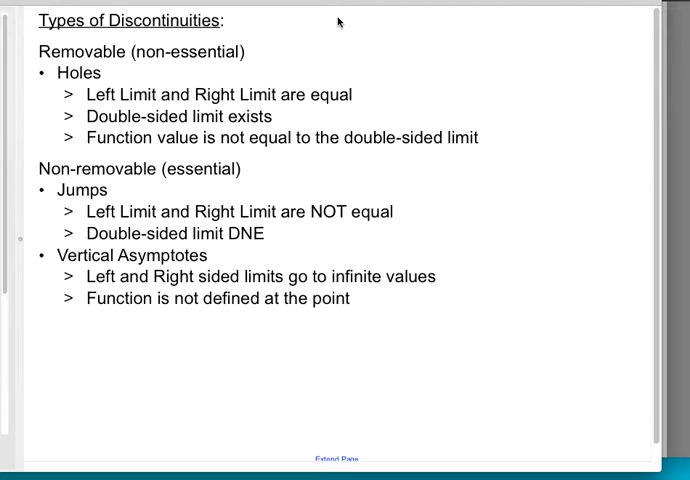 Types of Discontinuities:
Removable (non-essential)
• Holes
> Left Limit and Right Limit are equal
> Double-sided limit exists
> Function value is not equal to the double-sided limit
Non-removable (essential)
• Jumps
> Left Limit and Right Limit are NOT equal
> Double-sided limit DNE
• Vertical Asymptotes
> Left and Right sided limits go to infinite values
> Function is not defined at the point
Extend Page